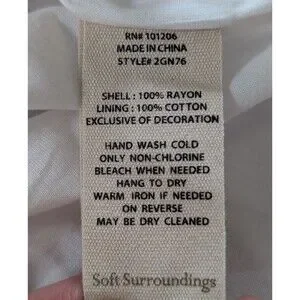 RN# 101206
MADE IN CHINA
STYLE# 2GN76
SHELL : 100% RAYON
LINING : 100% COTTON
EXCLUSIVE OF DECORATION
HAND WASH COLD
ONLY NON-CHLORINE
BLEACH WHEN NEEDED
HANG TO DRY
WARM IRON IF NEEDED
ON REVERSE
MAY BE DRY CLEANED
Soft Surroundings